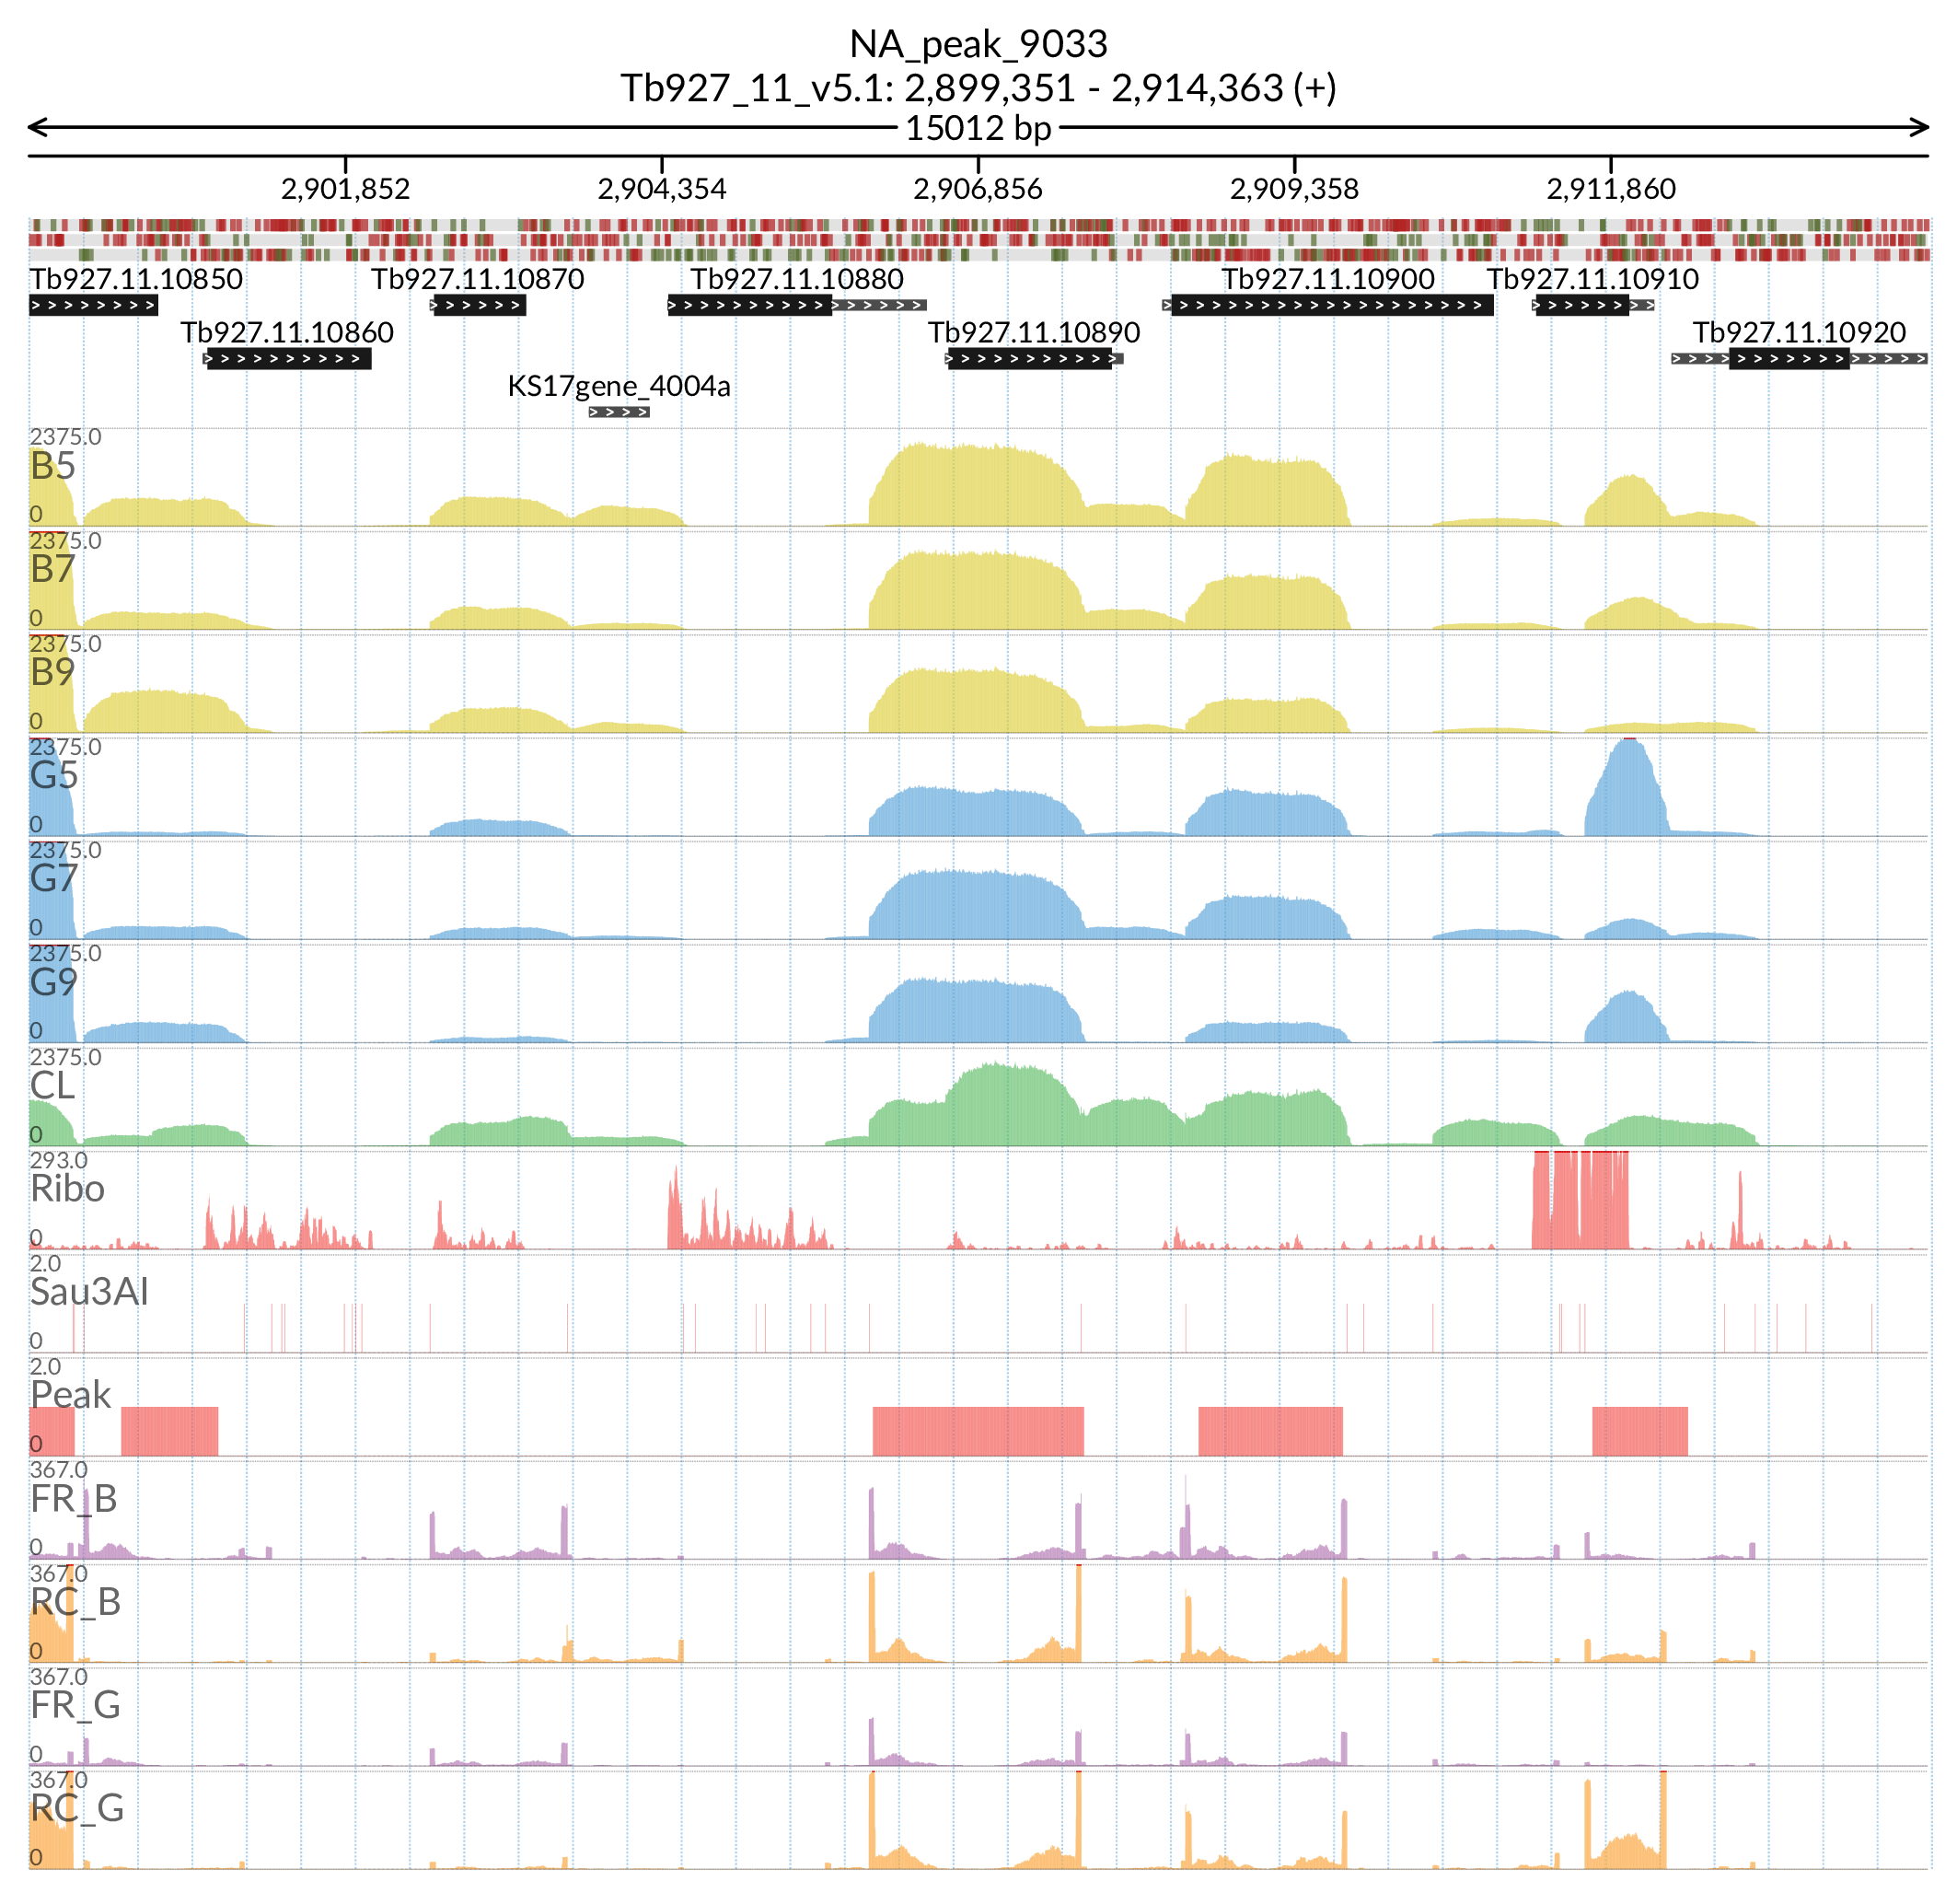 NA_peak_9033
Tb927_11_v5.1: 2,899,351 - 2,914,363 (+)
15012 bp
2,901,852 2,904,354 2,906,856 2,909,358 2,911,860
Tb927.11.10850 Tb927.11.10870 Tb927.11.10880 Tb927.11.10900 Tb927.11.10910
Tb927.11.10860 Tb927.11.10890 Tb927.11.10920
KS17gene_4004a
2375.0
B5
0
2375.0
B7
0
2375.0
B9
0
2375.0
G5
0
2375.0
G7
0
2375.0
G9
0
2375.0
CL
0
293.0
Ribo
0
2.0
Sau3AI
0
2.0
Peak
0
367.0
FR_B
0
367.0
RC_B
0
367.0
FR_G
0
367.0
RC_G
0